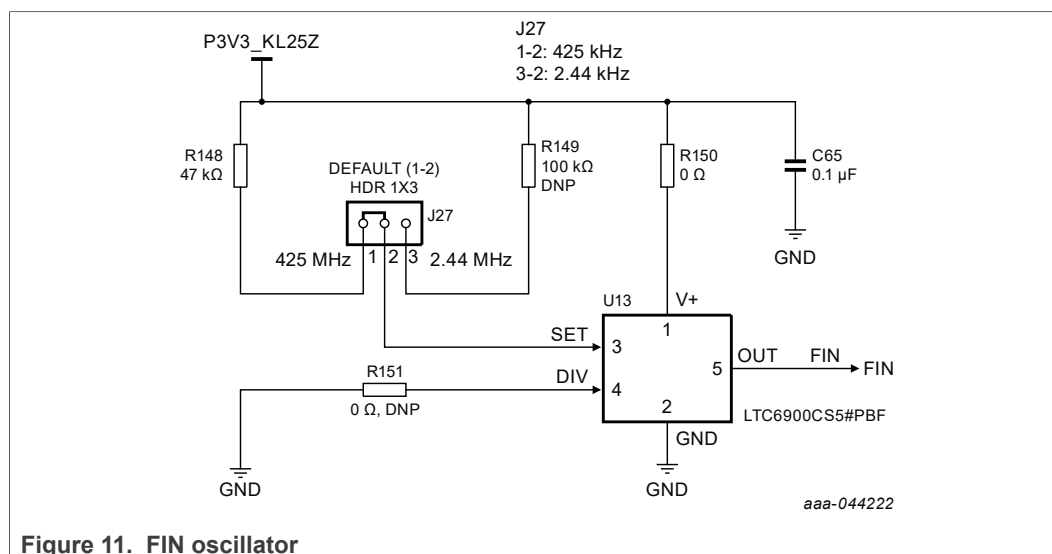 P3V3_KL25Z
J27
1-2: 425 kHz
3-2: 2.44 kHz
R148
47 kΩ
DEFAULT (1-2)
HDR 1X3
J27
R149
100 kΩ
DNP
R150
0 Ω
C65
0.1 µF
GND
425 MHz
1
2
3
2.44 MHz
U13
V+
1
SET
3
OUT
FIN
5
FIN
R151
DIV
4
0 Ω, DNP
2
LTC6900CS5#PBF
GND
GND
GND
aaa-044222
Figure 11. FIN oscillator